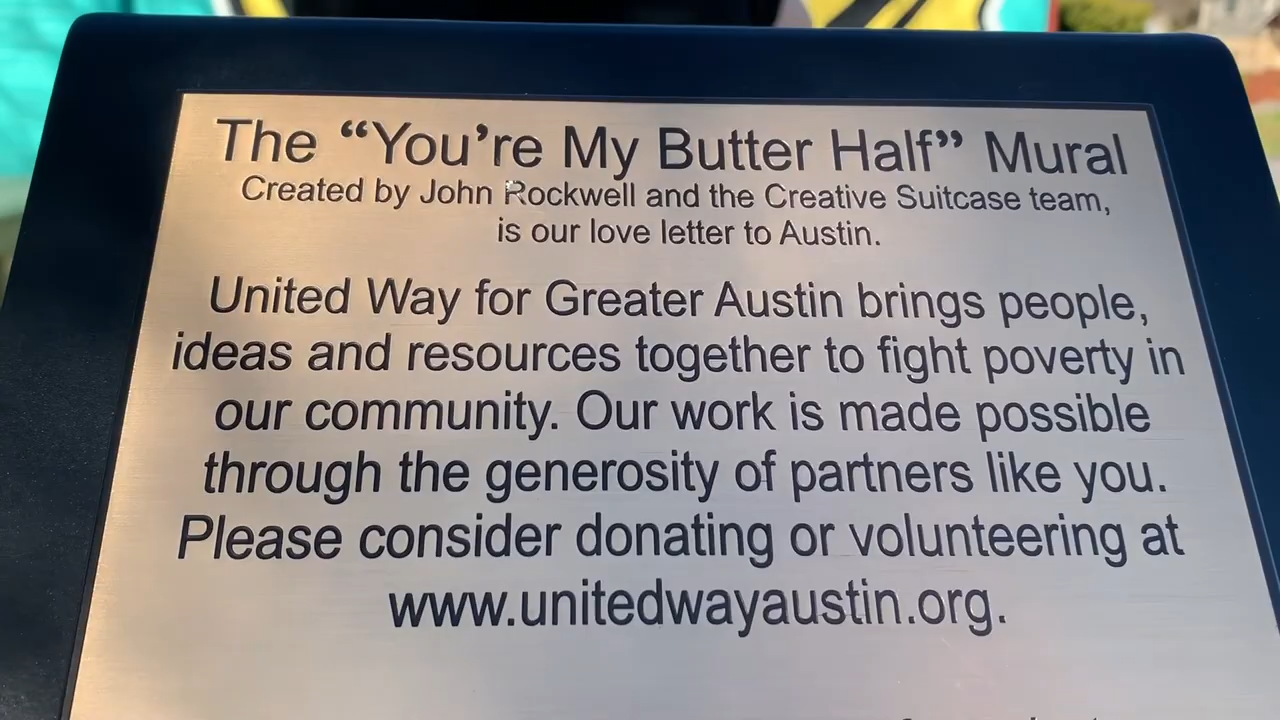 The “You’re My Butter Half” Mural
Created by John Rockwell and the Creative Suitcase team,
is our love letter to Austin.
United Way for Greater Austin brings people,
ideas and resources together to fight poverty in
our community. Our work is made possible
through the generosity of partners like you.
Please consider donating or volunteering at
www.unitedwayaustin.org.